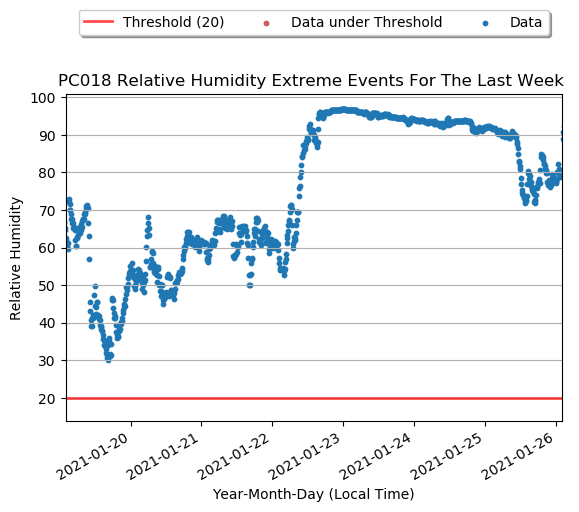 Threshold (20) Data under Threshold Data
PC018 Relative Humidity Extreme Events For The Last Week
100
90
80
70
60
50
40
30
20
Relative Humidity
2021-01-20 2021-01-21 2021-01-22 2021-01-23 2021-01-24 2021-01-25 2021-01-26
Year-Month-Day (Local Time)